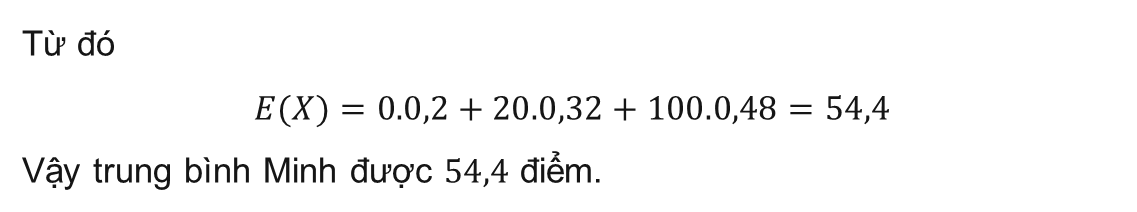 Từ đó
E(X) = 0.0,2 + 20.0,32 + 100.0,48 = 54,4
Vậy trung bình Minh được 54,4 điểm.